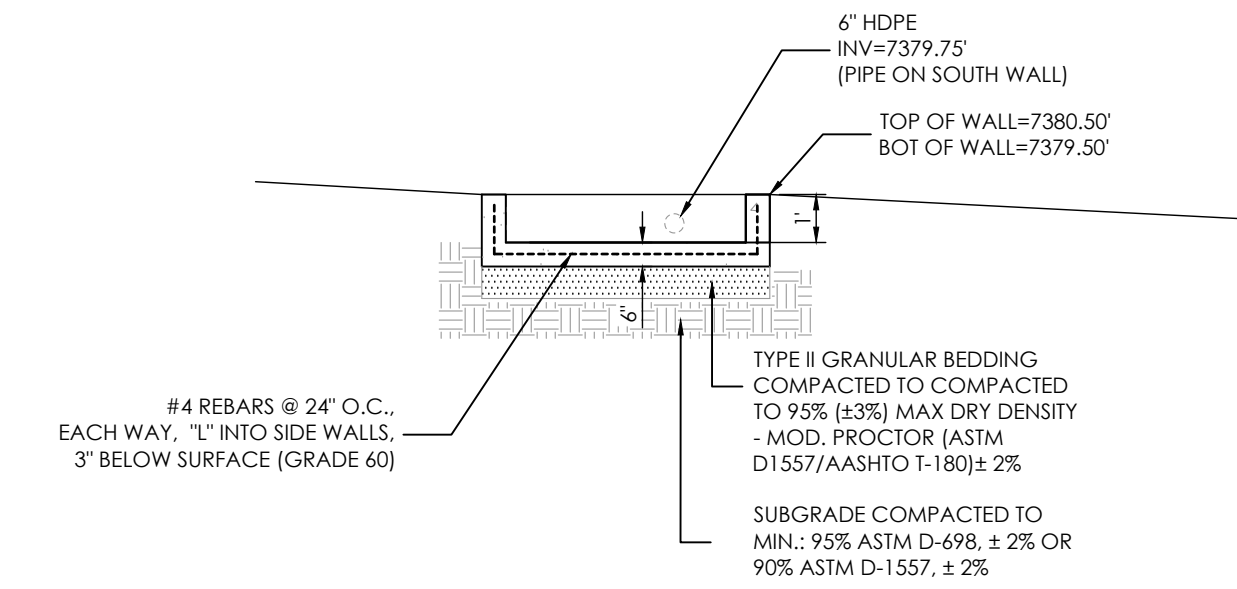 6" HDPE
INV=7379.75'
(PIPE ON SOUTH WALL)
TOP OF WALL=7380.50'
BOT OF WALL=7379.50'
1'
6"
#4 REBARS @ 24" O.C.,
EACH WAY, "L" INTO SIDE WALLS,
3" BELOW SURFACE (GRADE 60)
TYPE II GRANULAR BEDDING
COMPACTED TO COMPACTED
TO 95% (±3%) MAX DRY DENSITY
- MOD. PROCTOR (ASTM
D1557/AASHTO T-180)± 2%
SUBGRADE COMPACTED TO
MIN.: 95% ASTM D-698, ± 2% OR
90% ASTM D-1557, ± 2%